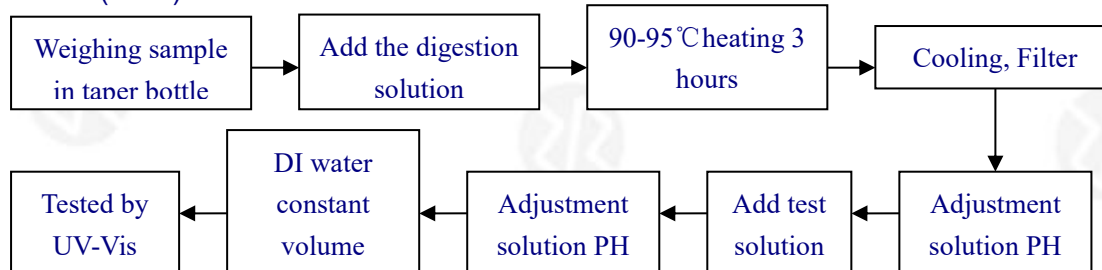 Weighing sample
in taper bottle
Add the digestion
solution
90-95℃heating 3
hours
Cooling, Filter
Adjustment
solution PH
Add test
solution
Adjustment
solution PH
DI water
constant
volume
Tested by
UV-Vis